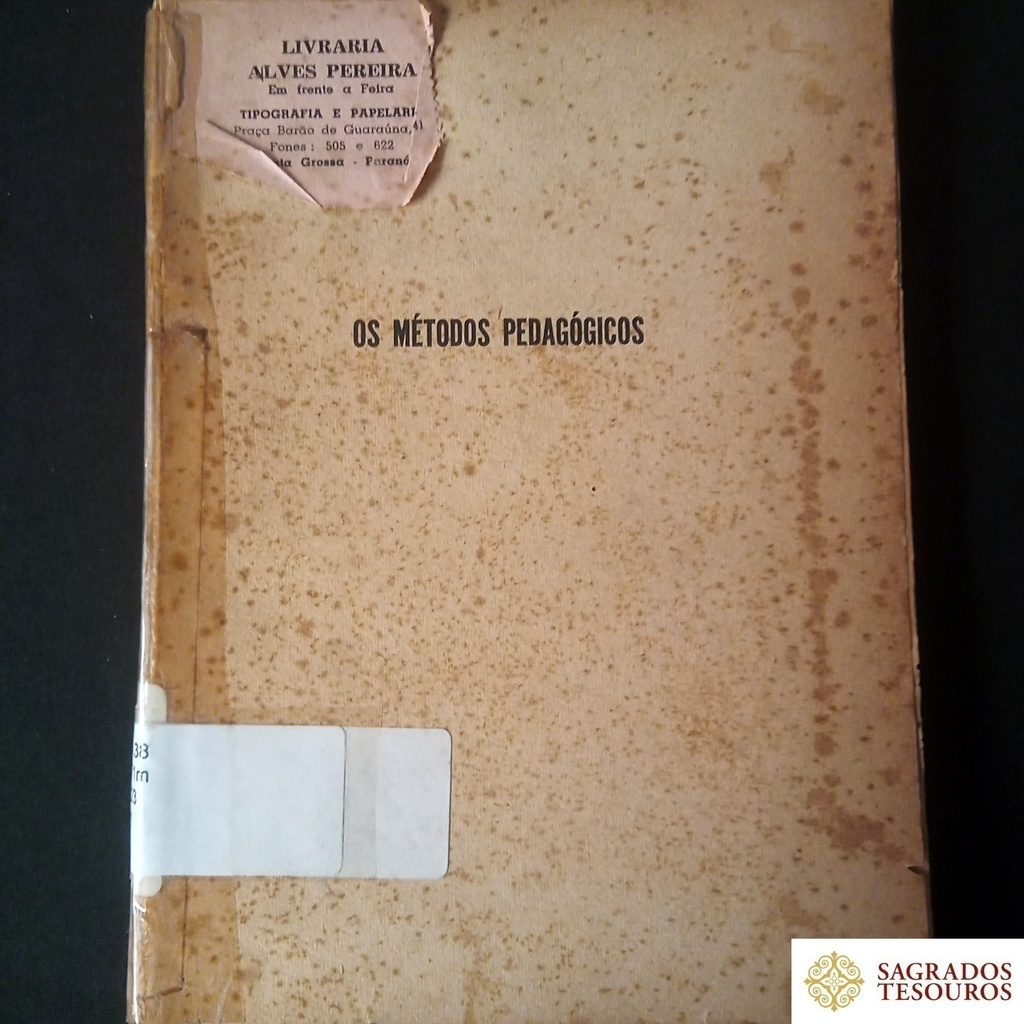 LIVRARIA
ALVES PEREIRA
Em frente a Feira
TIPOGRAFIA E PAPELARI
Praça Barão de Guaraúna, 41
Fones : 505 e 622
ta Grossa - Paraná
OS MÉTODOS PEDAGÓGICOS
SAGRADOS
TESOUROS